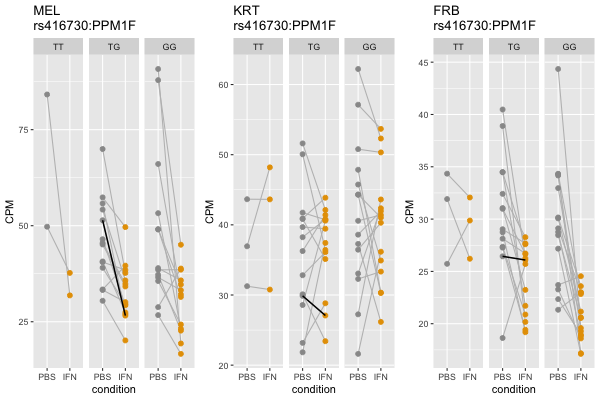 MEL
rs416730:PPM1F
TT TG GG
CPM
75
50
25
PBS IFN PBS IFN PBS IFN
condition
KRT
rs416730:PPM1F
TT TG GG
CPM
60
50
40
30
20
PBS IFN PBS IFN PBS IFN
condition
FRB
rs416730:PPM1F
TT TG GG
CPM
45
40
35
30
25
20
PBS IFN PBS IFN PBS IFN
condition